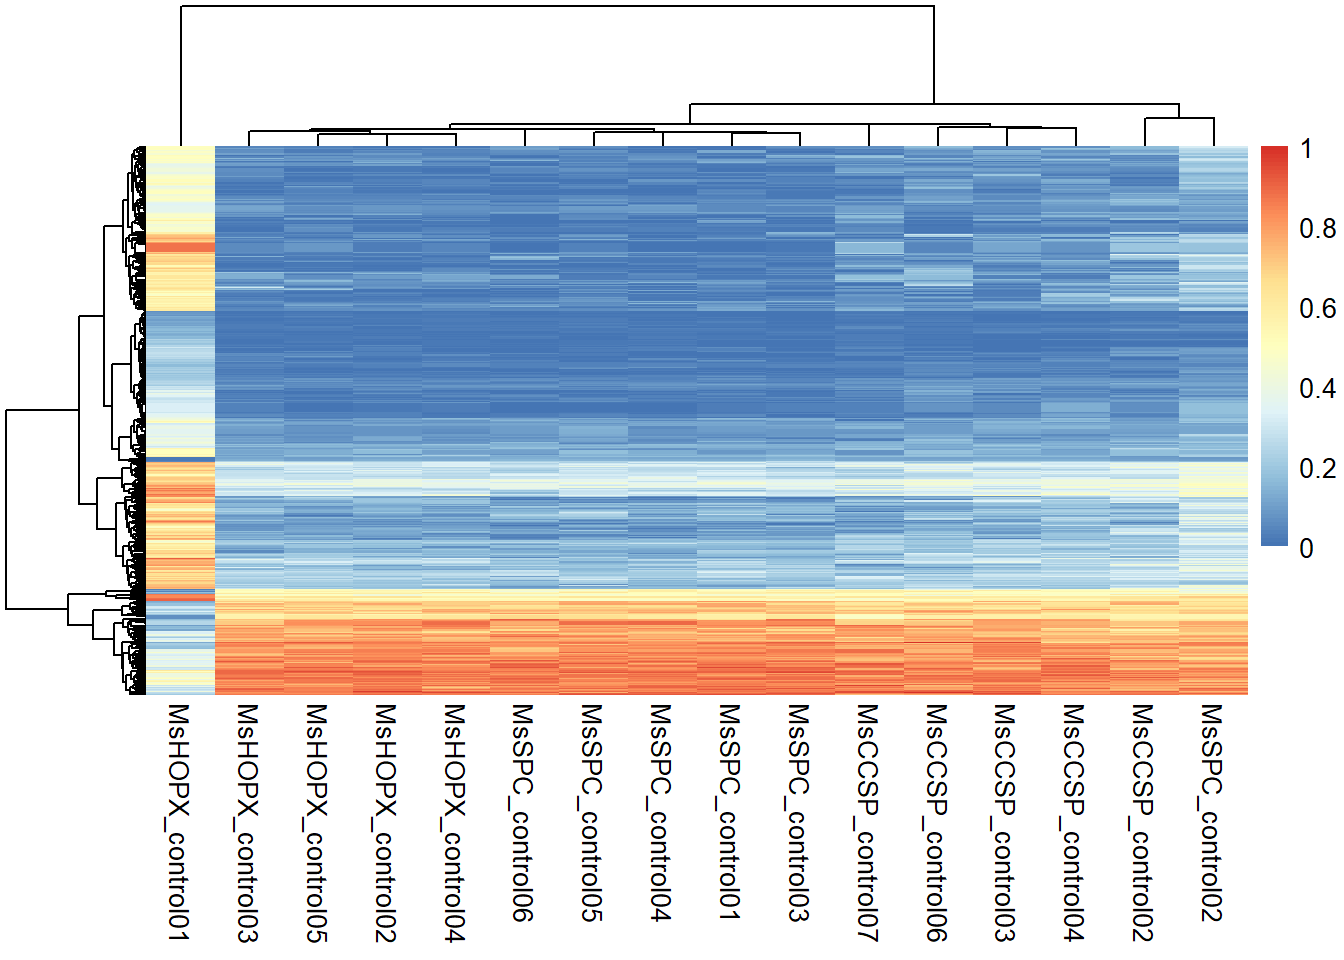 1
0.8
0.6
0.4
0.2
0
MsHOPX_control01
MsHOPX_control03
MsHOPX_control05
MsHOPX_control02
MsHOPX_control04
MsSPC_control06
MsSPC_control05
MsSPC_control04
MsSPC_control01
MsSPC_control03
MsCCSP_control07
MsCCSP_control06
MsCCSP_control03
MsCCSP_control04
MsCCSP_control02
MsSPC_control02